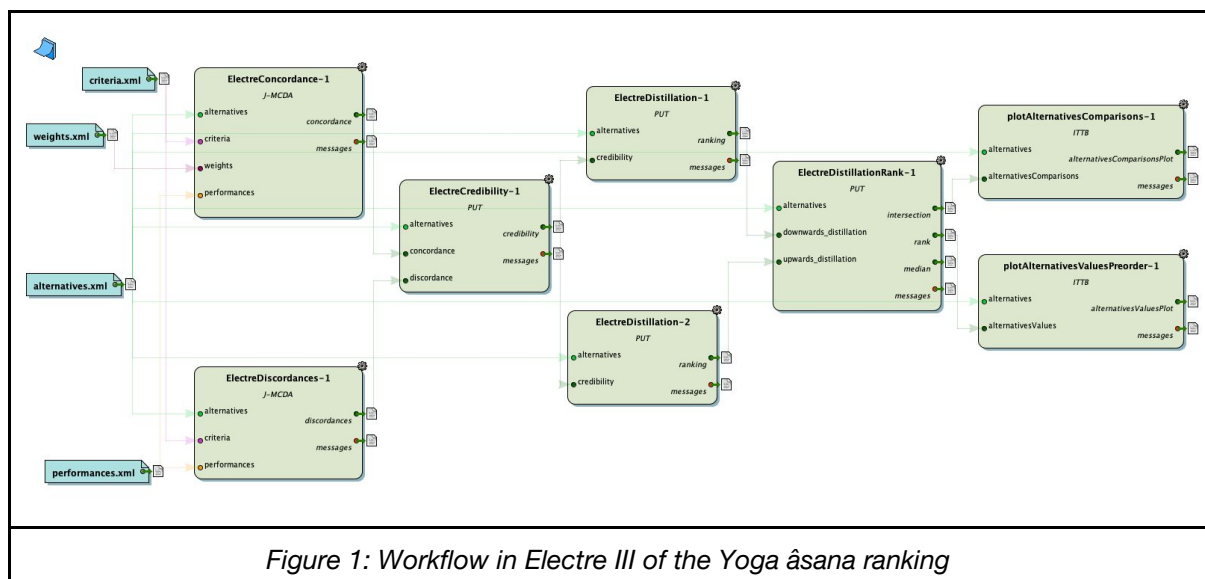 criteria.xml
weights.xml
alternatives.xml
performances.xml
ElectreConcordance-1
J-MCDA
alternatives
concordance
criteria
messages
weights
performances
ElectreDiscordances-1
J-MCDA
alternatives
discordances
criteria
messages
performances
ElectreCredibility-1
PUT
alternatives
credibility
concordance
messages
discordance
ElectreDistillation-1
PUT
alternatives
ranking
credibility
messages
ElectreDistillation-2
PUT
alternatives
ranking
credibility
messages
ElectreDistillationRank-1
PUT
alternatives
intersection
downwards_distillation
rank
upwards_distillation
median
messages
plotAlternativesComparisons-1
ITTB
alternatives
alternativesComparisonsPlot
alternativesComparisons
messages
plotAlternativesValuesPreorder-1
ITTB
alternatives
alternativesValuesPlot
alternativesValues
messages
Figure 1: Workflow in Electre III of the Yoga âsana ranking